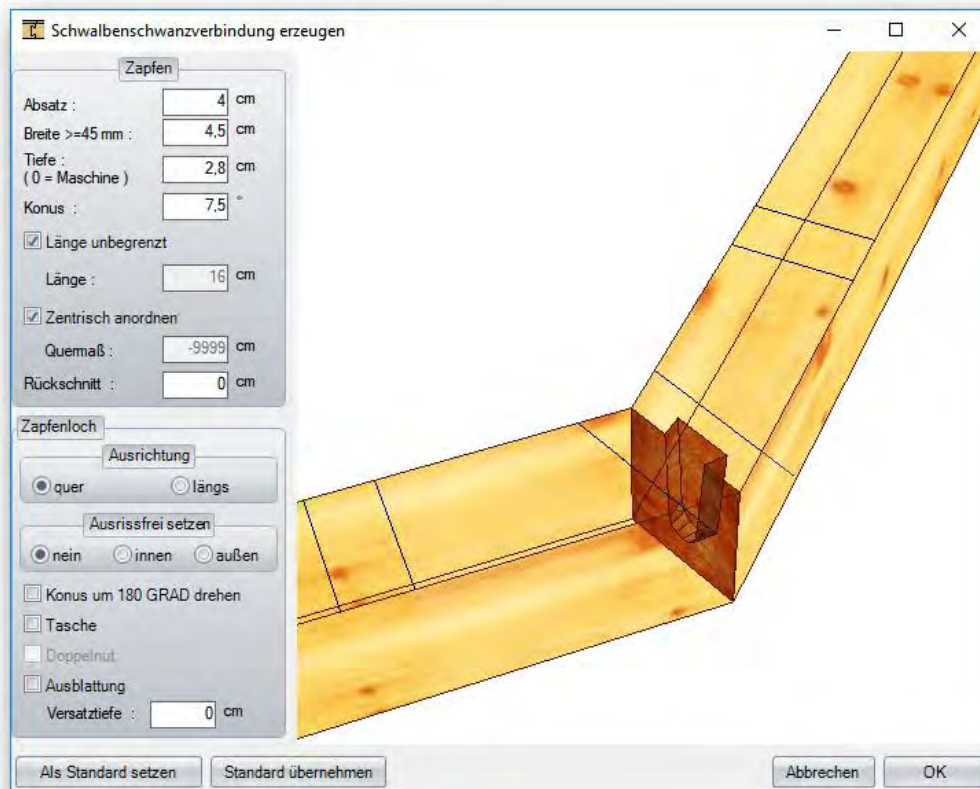 Schwalbenschwanzverbindung erzeugen
Zapfen
Absatz : 4 cm
Breite >=45 mm : 4,5 cm
Tiefe :
( 0 = Maschine ) 2,8 cm
Konus : 7,5 °
Länge unbegrenzt
Länge : 16 cm
Zentrisch anordnen
Quermaß : -9999 cm
Rückschnitt : 0 cm
Zapfenloch
Ausrichtung
quer längs
Ausrissfrei setzen
nein innen außen
Konus um 180 GRAD drehen
Tasche
Doppelnut
Ausblattung
Versatztiefe : 0 cm
Als Standard setzen Standard übernehmen Abbrechen OK